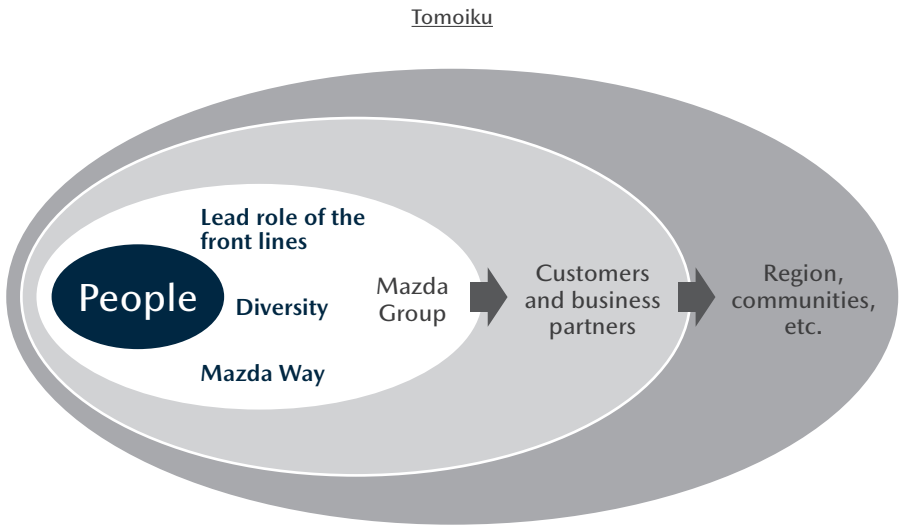 Tomoiku
Lead role of the
front lines
People
Diversity
Mazda Way
Mazda
Group
Customers
and business
partners
Region,
communities,
etc.